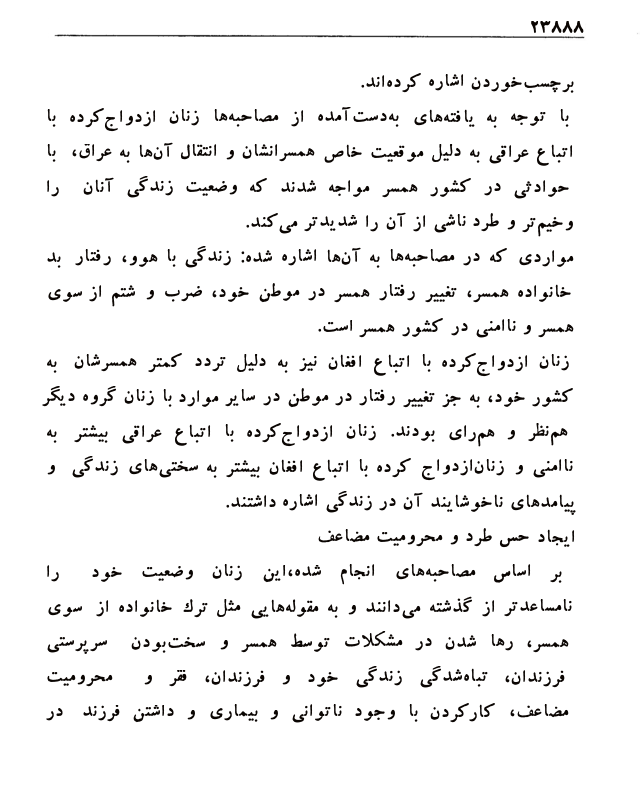 ۲۳۸۸۸
برچسب‌خوردن اشاره کرده‌اند.
با توجه به یافته‌های به‌دست‌آمده از مصاحبه‌ها زنان ازدواج‌کرده با
اتباع عراقی به دلیل موقعیت خاص همسرانشان و انتقال آن‌ها به عراق، با
حوادثی در کشور همسر مواجه شدند که وضعیت زندگی آنان را
وخیم‌تر و طرد ناشی از آن را شدیدتر می‌کند.
مواردی که در مصاحبه‌ها به آن‌ها اشاره شده: زندگی با هوو، رفتار بد
خانواده همسر، تغییر رفتار همسر در موطن خود، ضرب و شتم از سوی
همسر و ناامنی در کشور همسر است.
زنان ازدواج‌کرده با اتباع افغان نیز به دلیل تردد کمتر همسرشان به
کشور خود، به جز تغییر رفتار در موطن در سایر موارد با زنان گروه دیگر
هم‌نظر و هم‌رای بودند. زنان ازدواج‌کرده با اتباع عراقی بیشتر به
ناامنی و زنان‌ازدواج کرده با اتباع افغان بیشتر به سختی‌های زندگی و
پیامدهای ناخوشایند آن در زندگی اشاره داشتند.
ایجاد حس طرد و محرومیت مضاعف
بر اساس مصاحبه‌های انجام شده،این زنان وضعیت خود را
نامساعدتر از گذشته می‌دانند و به مقوله‌هایی مثل ترك خانواده از سوی
همسر، رها شدن در مشکلات توسط همسر و سخت‌بودن سرپرستی
فرزندان، تباه‌شدگی زندگی خود و فرزندان، فقر و محرومیت
مضاعف، کارکردن با وجود ناتوانی و بیماری و داشتن فرزند در